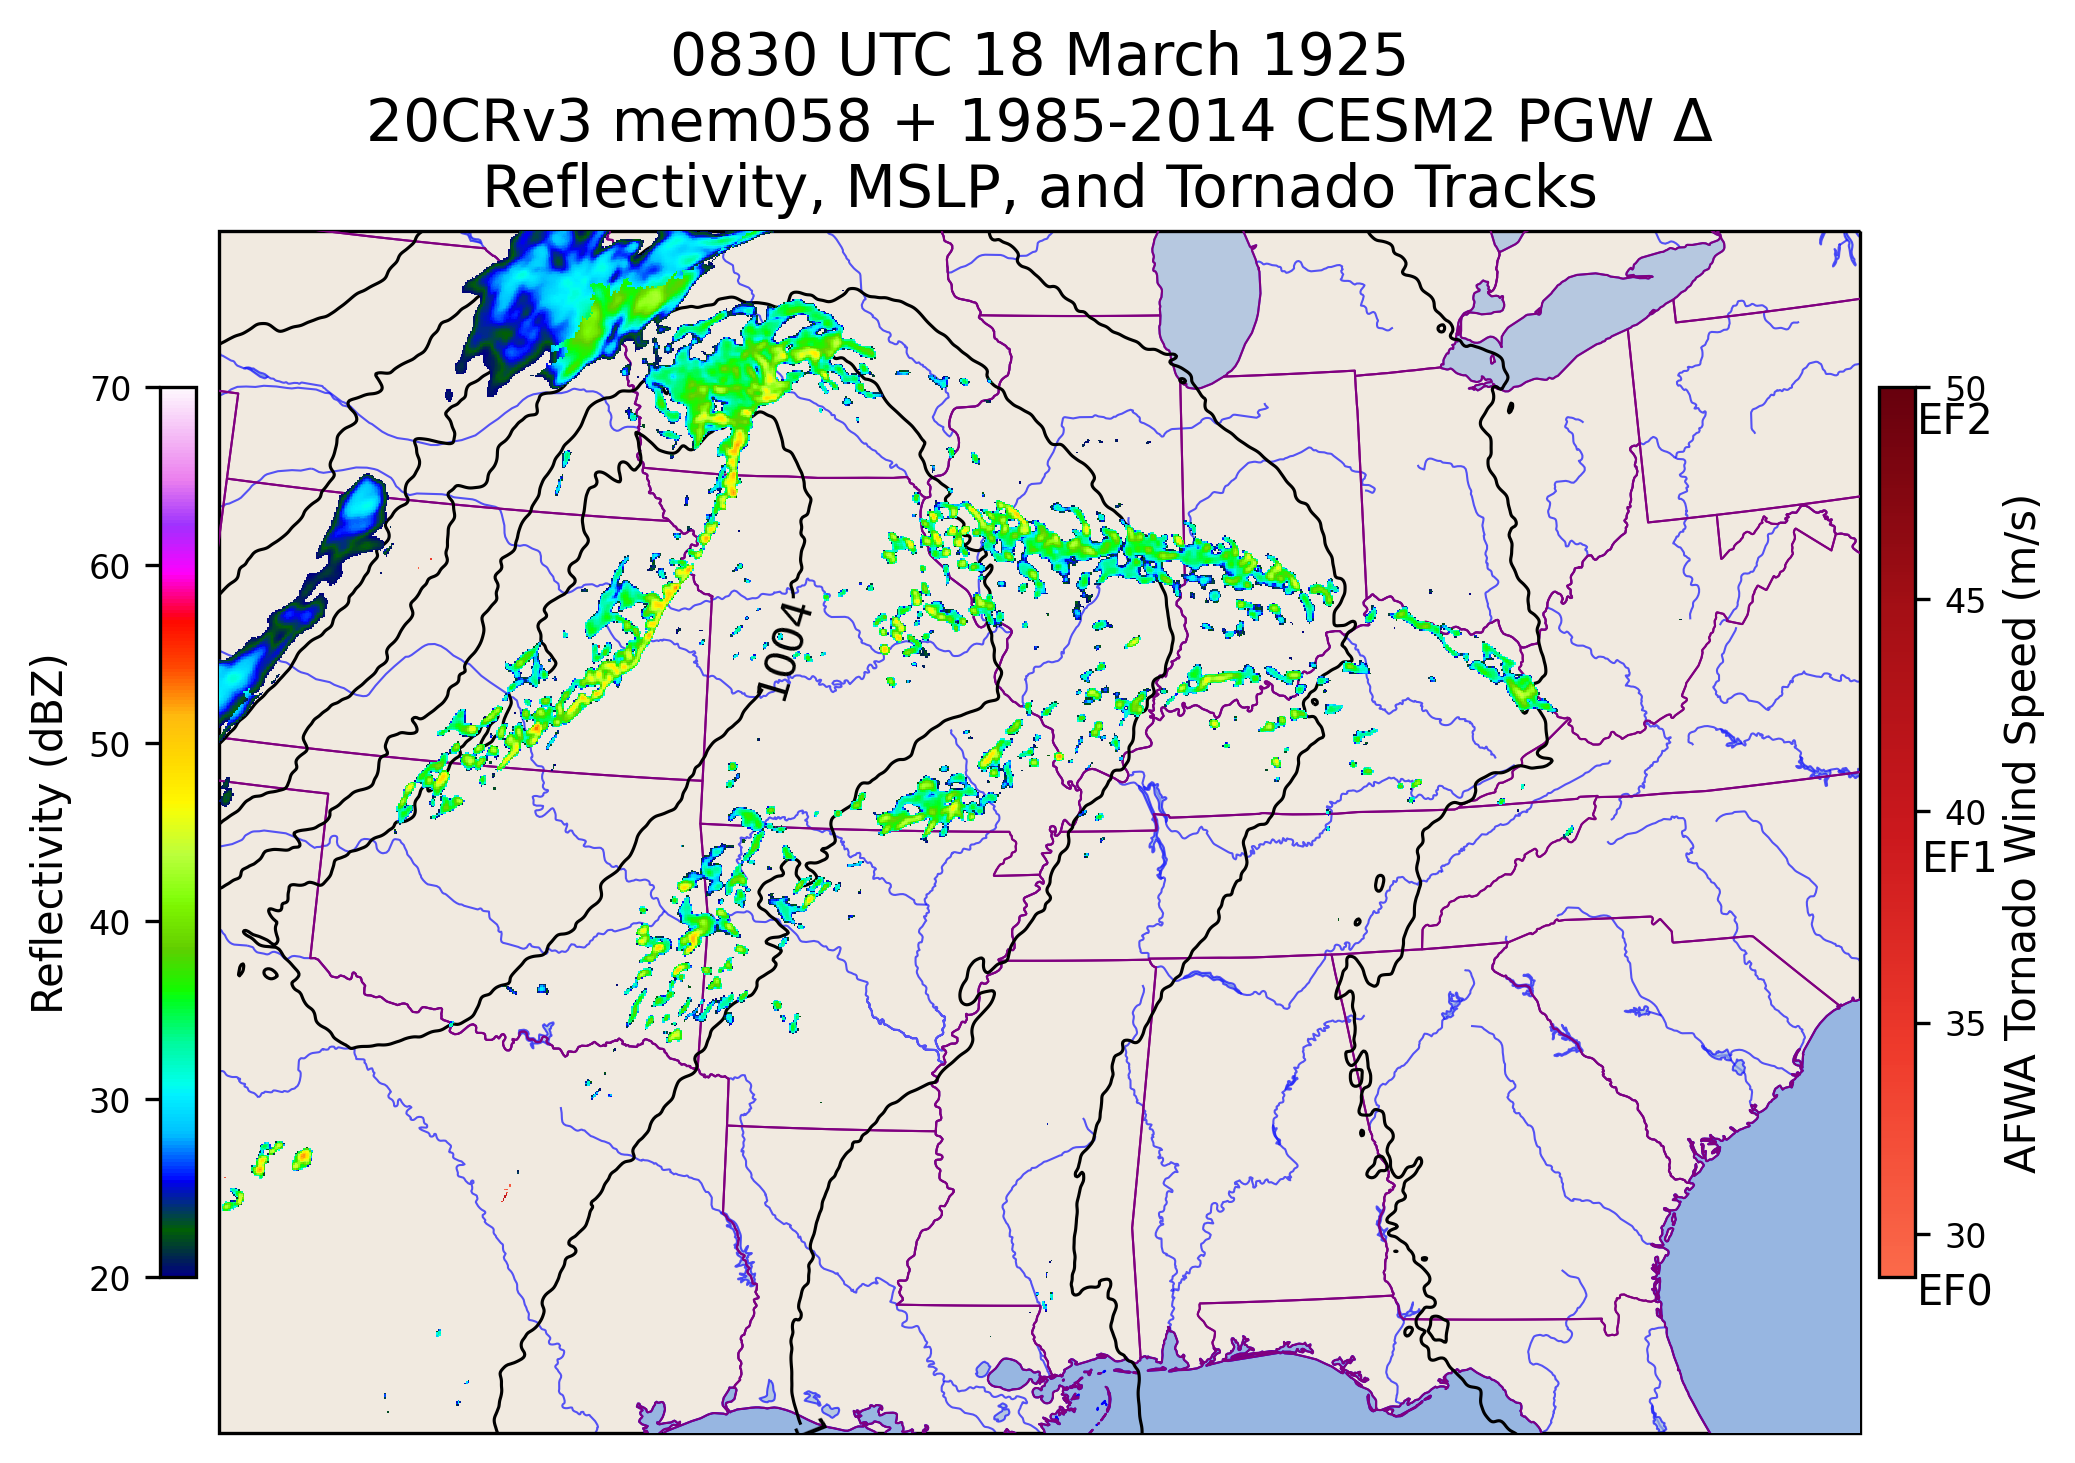 0830 UTC 18 March 1925
20CRv3 mem058 + 1985-2014 CESM2 PGW Δ
Reflectivity, MSLP, and Tornado Tracks
Reflectivity (dBZ)
70
60
50
40
30
20
1004
50
EF2
45
40
EF1
35
30
EF0
AFWA Tornado Wind Speed (m/s)